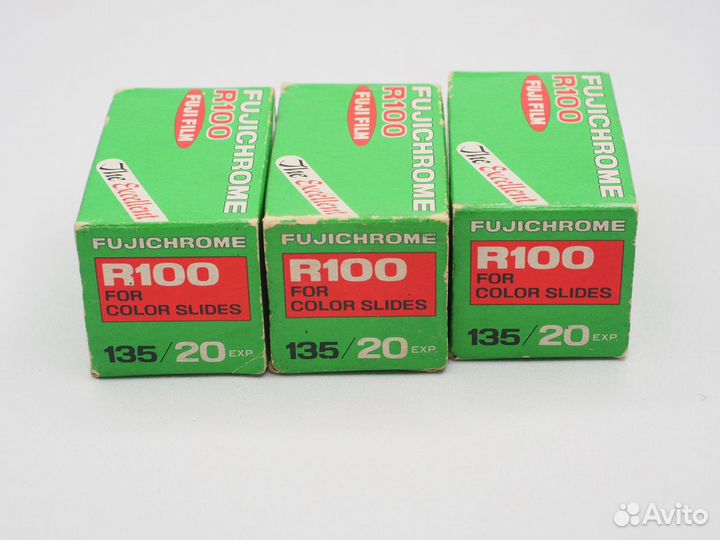 FUJICHROME
R100
FUJI FILM
The Excellent
FUJICHROME
R100
FOR
COLOR SLIDES
135/20 EXP.
FUJICHROME
R100
FUJI FILM
The Excellent
FUJICHROME
R100
FOR
COLOR SLIDES
135/20 EXP.
FUJICHROME
R100
FUJI FILM
The Excellent
FUJICHROME
R100
FOR
COLOR SLIDES
135/20 EXP.
Avito